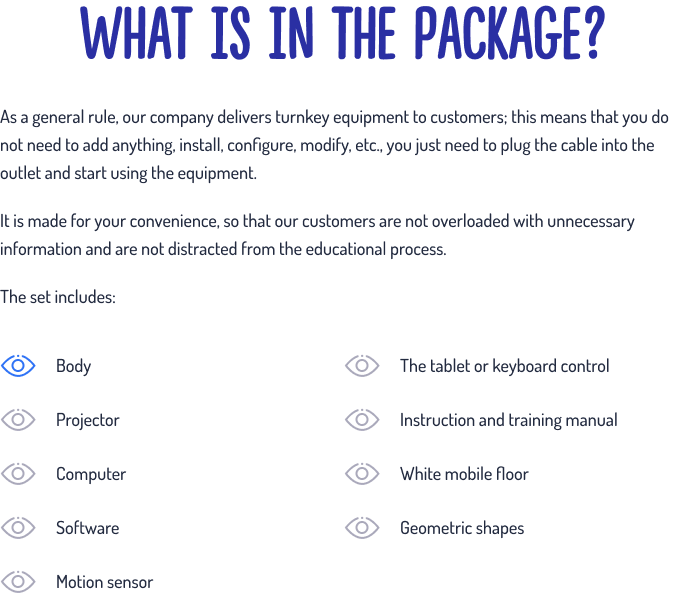 WHAT IS IN THE PACKAGE?
As a general rule, our company delivers turnkey equipment to customers; this means that you do
not need to add anything, install, configure, modify, etc., you just need to plug the cable into the
outlet and start using the equipment.
It is made for your convenience, so that our customers are not overloaded with unnecessary
information and are not distracted from the educational process.
The set includes:
Body
Projector
Computer
Software
Motion sensor
The tablet or keyboard control
Instruction and training manual
White mobile floor
Geometric shapes